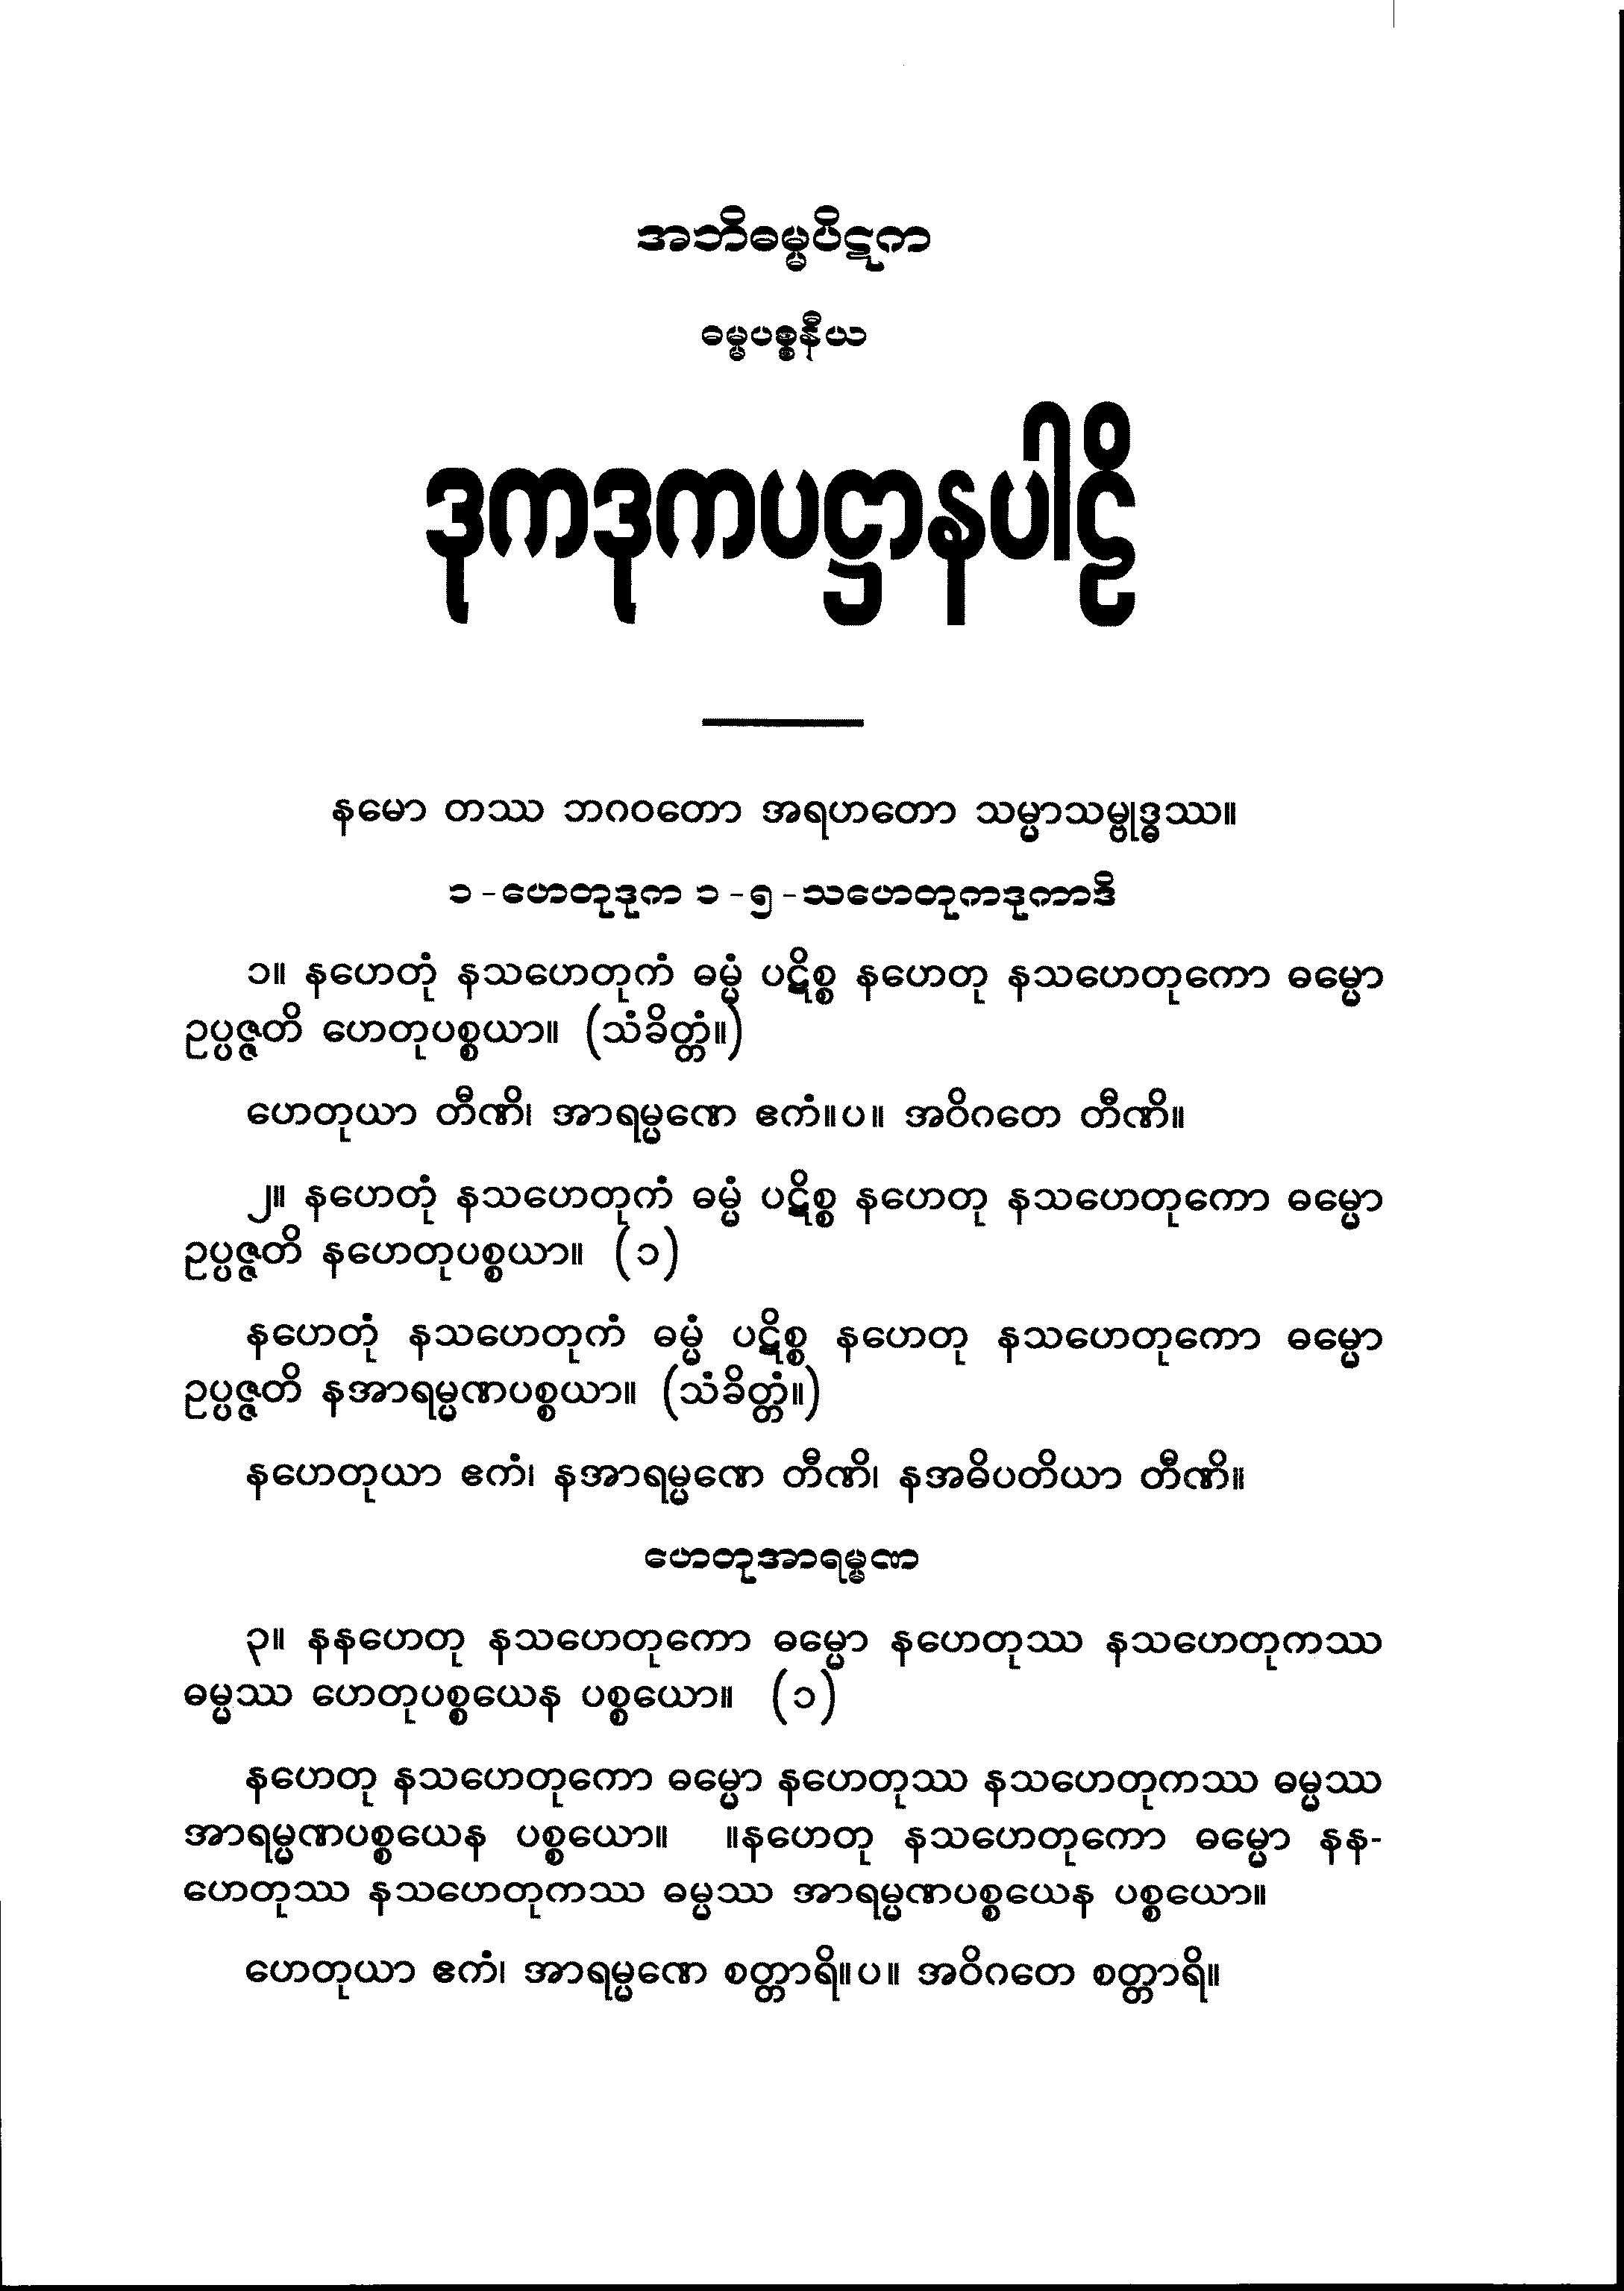 အဘိဓမ္မပိဋက
ဓမ္မပစ္စနီယ
ဒုကဒုကပဋ္ဌာနပါဠိ
နမော တဿ ဘဂဝတော အရဟတော သမ္မာသမ္ဗုဒ္ဓဿ။
၁ - ဟေတုဒုက ၁ - ၅ - သဟေတုကဒုကာဒိ
၁။ နဟေတုံ နသဟေတုကံ ဓမ္မံ ပဋိစ္စ နဟေတု နသဟေတုကော ဓမ္မော
ဥပ္ပဇ္ဇတိ ဟေတုပစ္စယာ။ (သံခိတ္တံ။)
ဟေတုယာ တီဏိ၊ အာရမ္မဏေ ဧကံ။ပ။ အဝိဂတေ တီဏိ။
၂။ နဟေတုံ နသဟေတုကံ ဓမ္မံ ပဋိစ္စ နဟေတု နသဟေတုကော ဓမ္မော
ဥပ္ပဇ္ဇတိ နဟေတုပစ္စယာ။ (၁)
နဟေတုံ နသဟေတုကံ ဓမ္မံ ပဋိစ္စ နဟေတု နသဟေတုကော ဓမ္မော
ဥပ္ပဇ္ဇတိ နအာရမ္မဏပစ္စယာ။ (သံခိတ္တံ။)
နဟေတုယာ ဧကံ၊ နအာရမ္မဏေ တီဏိ၊ နအဓိပတိယာ တီဏိ။
ဟေတုအာရမ္မဏ
၃။ နနဟေတု နသဟေတုကော ဓမ္မော နဟေတုဿ နသဟေတုကဿ
ဓမ္မဿ ဟေတုပစ္စယေန ပစ္စယော။ (၁)
နဟေတု နသဟေတုကော ဓမ္မော နဟေတုဿ နသဟေတုကဿ ဓမ္မဿ
အာရမ္မဏပစ္စယေန ပစ္စယော။ ။နဟေတု နသဟေတုကော ဓမ္မော နန-
ဟေတုဿ နသဟေတုကဿ ဓမ္မဿ အာရမ္မဏပစ္စယေန ပစ္စယော။
ဟေတုယာ ဧကံ၊ အာရမ္မဏေ စတ္တာရိ။ပ။ အဝိဂတေ စတ္တာရိ။